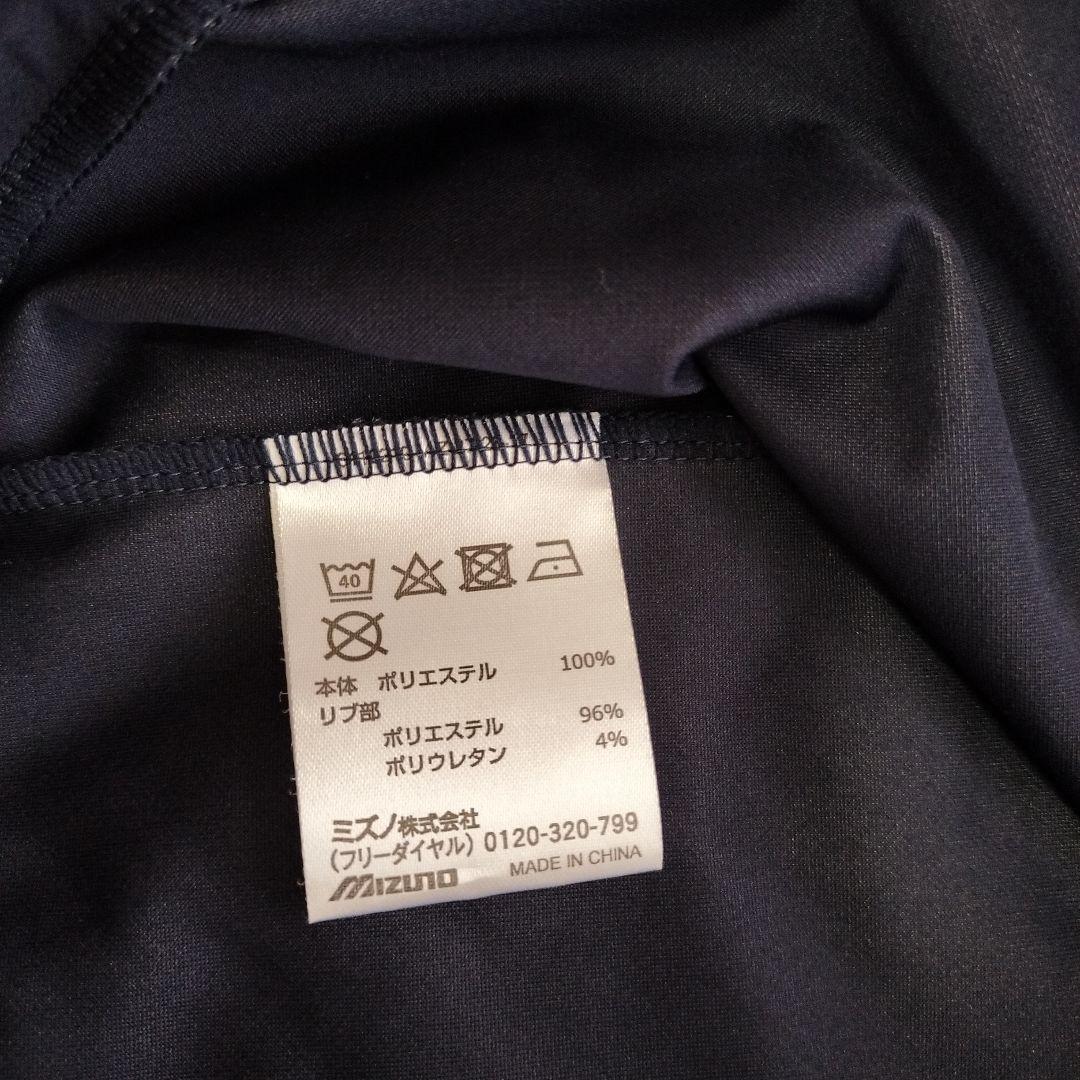 40
本体 ポリエステル 100%
リブ部
ポリエステル 96%
ポリウレタン 4%
ミズノ株式会社
(フリーダイヤル) 0120-320-799
MIZUNO MADE IN CHINA